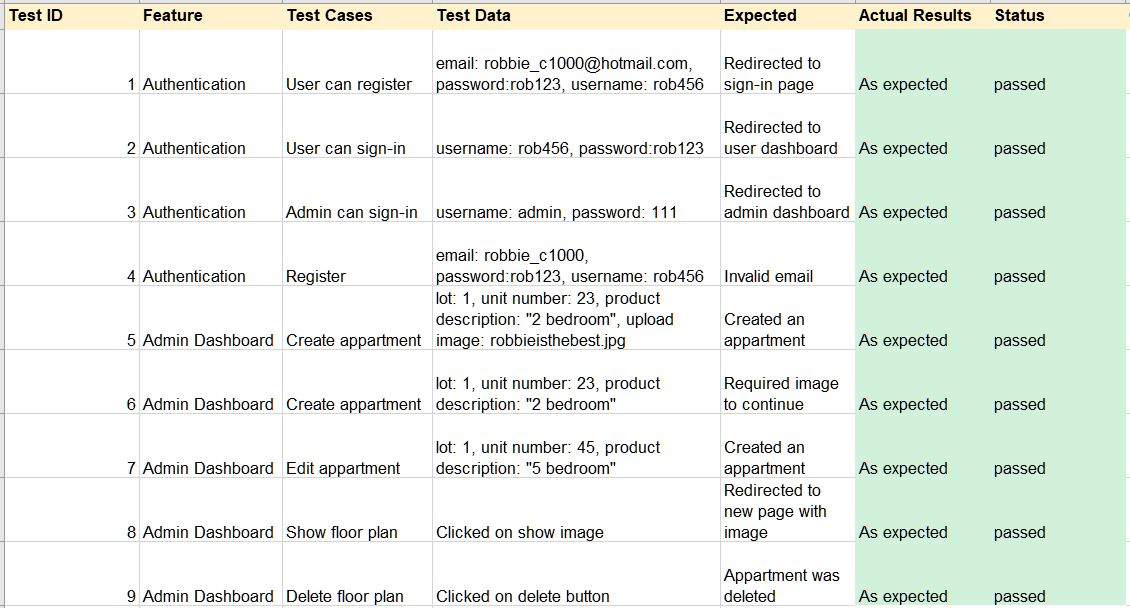 Test ID Feature Test Cases Test Data Expected Actual Results Status
email: robbie_c1000@hotmail.com, Redirected to
1 Authentication User can register password:rob123, username: rob456 sign-in page As expected passed
Redirected to
2 Authentication User can sign-in username: rob456, password:rob123 user dashboard As expected passed
Redirected to
3 Authentication Admin can sign-in username: admin, password: 111 admin dashboard As expected passed
email: robbie_c1000,
4 Authentication Register password:rob123, username: rob456 Invalid email As expected passed
lot: 1, unit number: 23, product
description: "2 bedroom", upload Created an
5 Admin Dashboard Create appartment image: robbieisthebest.jpg appartment As expected passed
lot: 1, unit number: 23, product Required image
6 Admin Dashboard Create appartment description: "2 bedroom" to continue As expected passed
lot: 1, unit number: 45, product Created an
7 Admin Dashboard Edit appartment description: "5 bedroom" appartment As expected passed
Redirected to
new page with
8 Admin Dashboard Show floor plan Clicked on show image image As expected passed
Appartment was
9 Admin Dashboard Delete floor plan Clicked on delete button deleted As expected passed